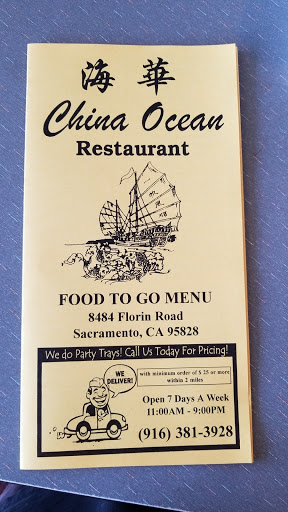 海 華
China Ocean
Restaurant
FOOD TO GO MENU
8484 Florin Road
Sacramento, CA 95828
We do Party Trays! Call Us Today For Pricing!
WE
DELIVER!
with minimum order of $ 25 or more
within 2 miles
Open 7 Days A Week
11:00AM - 9:00PM
(916) 381-3928